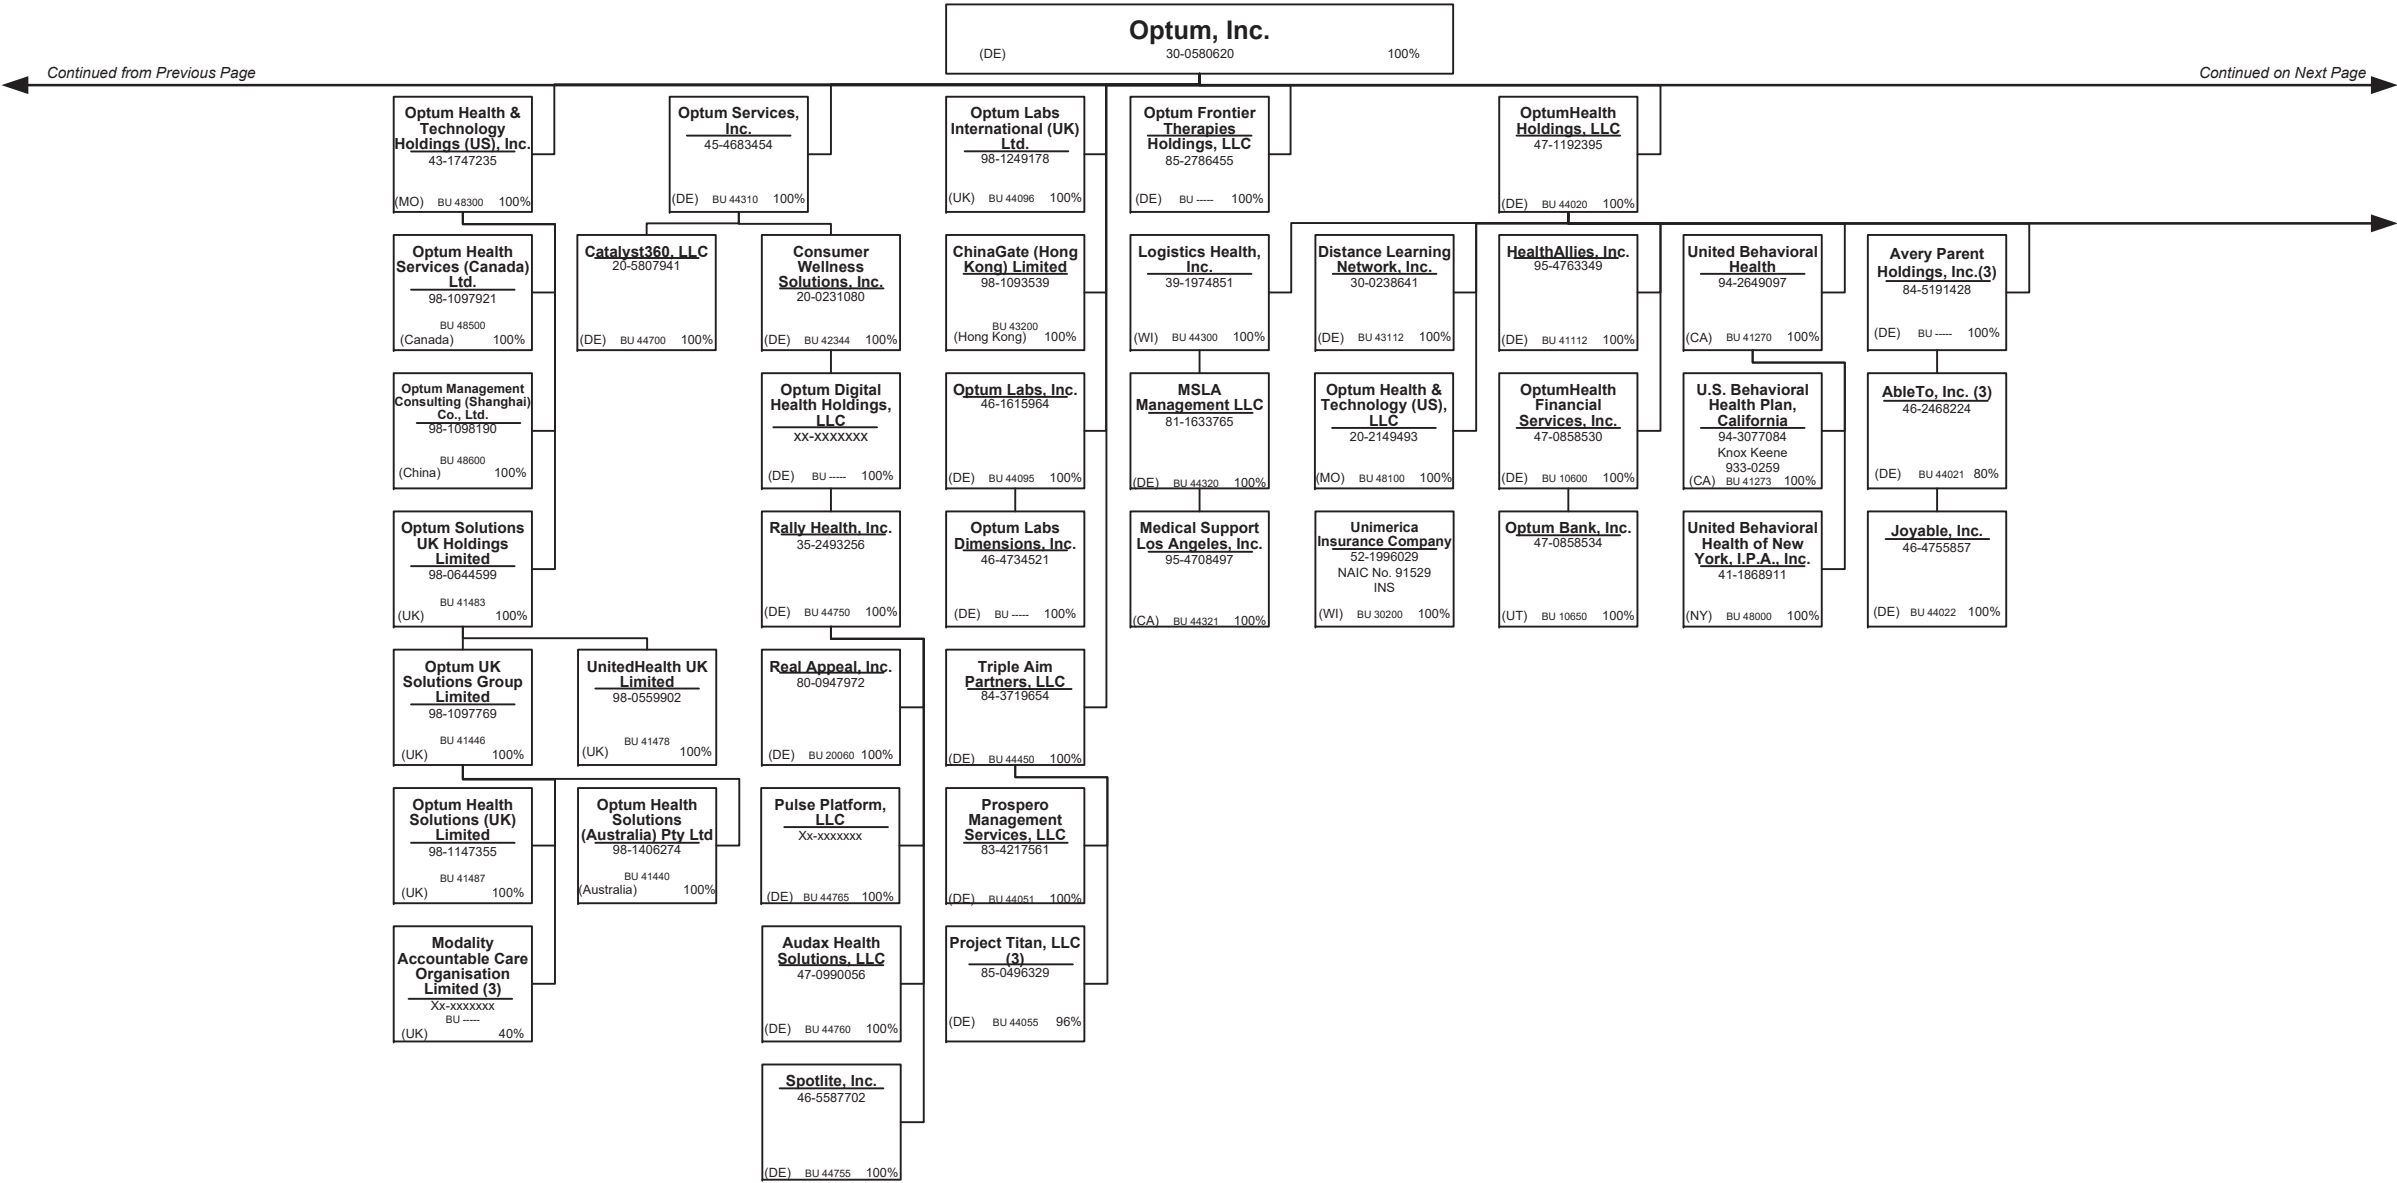 Optum, Inc.
(DE) 30-0580620 100%
Continued from Previous Page
Continued on Next Page
Optum Health &
Technology
Holdings (US), Inc.
43-1747235
(MO) BU 48300 100%
Optum Services,
Inc.
45-4683454
(DE) BU 44310 100%
Optum Labs
International (UK)
Ltd.
98-1249178
(UK) BU 44096 100%
Optum Frontier
Therapies
Holdings, LLC
85-2786455
(DE) BU ----- 100%
OptumHealth
Holdings, LLC
47-1192395
(DE) BU 44020 100%
Optum Health
Services (Canada)
Ltd.
98-1097921
BU 48500
(Canada) 100%
Catalyst360, LLC
20-5807941
(DE) BU 44700 100%
Consumer
Wellness
Solutions, Inc.
20-0231080
(DE) BU 42344 100%
ChinaGate (Hong
Kong) Limited
98-1093539
BU 43200
(Hong Kong) 100%
Logistics Health,
Inc.
39-1974851
(WI) BU 44300 100%
Distance Learning
Network, Inc.
30-0238641
(DE) BU 43112 100%
HealthAllies, Inc.
95-4763349
(DE) BU 41112 100%
United Behavioral
Health
94-2649097
(CA) BU 41270 100%
Avery Parent
Holdings, Inc.(3)
84-5191428
(DE) BU ----- 100%
Optum Management
Consulting (Shanghai)
Co., Ltd.
98-1098190
BU 48600
(China) 100%
Optum Digital
Health Holdings,
LLC
xx-xxxxxxx
(DE) BU ----- 100%
Optum Labs, Inc.
46-1615964
(DE) BU 44095 100%
MSLA
Management LLC
81-1633765
(DE) BU 44320 100%
Optum Health &
Technology (US),
LLC
20-2149493
(MO) BU 48100 100%
OptumHealth
Financial
Services, Inc.
47-0858530
(DE) BU 10600 100%
U.S. Behavioral
Health Plan,
California
94-3077084
Knox Keene
933-0259
(CA) BU 41273 100%
AbleTo, Inc. (3)
46-2468224
(DE) BU 44021 80%
Optum Solutions
UK Holdings
Limited
98-0644599
BU 41483
(UK) 100%
Rally Health, Inc.
35-2493256
(DE) BU 44750 100%
Optum Labs
Dimensions, Inc.
46-4734521
(DE) BU ----- 100%
Medical Support
Los Angeles, Inc.
95-4708497
(CA) BU 44321 100%
Unimerica
Insurance Company
52-1996029
NAIC No. 91529
INS
(WI) BU 30200 100%
Optum Bank, Inc.
47-0858534
(UT) BU 10650 100%
United Behavioral
Health of New
York, I.P.A., Inc.
41-1868911
(NY) BU 48000 100%
Joyable, Inc.
46-4755857
(DE) BU 44022 100%
Optum UK
Solutions Group
Limited
98-1097769
BU 41446
(UK) 100%
UnitedHealth UK
Limited
98-0559902
BU 41478
(UK) 100%
Real Appeal, Inc.
80-0947972
(DE) BU 20060 100%
Triple Aim
Partners, LLC
84-3719654
(DE) BU 44450 100%
Optum Health
Solutions (UK)
Limited
98-1147355
BU 41487
(UK) 100%
Optum Health
Solutions
(Australia) Pty Ltd
98-1406274
BU 41440
(Australia) 100%
Pulse Platform,
LLC
Xx-xxxxxxx
(DE) BU 44765 100%
Prospero
Management
Services, LLC
83-4217561
(DE) BU 44051 100%
Modality
Accountable Care
Organisation
Limited (3)
Xx-xxxxxxx
BU -----
(UK) 40%
Audax Health
Solutions, LLC
47-0990056
(DE) BU 44760 100%
Project Titan, LLC
(3)
85-0496329
(DE) BU 44055 96%
Spotlite, Inc.
46-5587702
(DE) BU 44755 100%